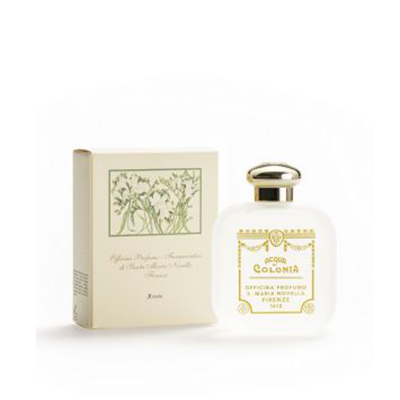 Officina Profumo - Farmaceutica
di Santa Maria Novella
Firenze
ACQUA
di
COLONIA
OFFICINA PROFUMO
S. MARIA NOVELLA
FIRENZE
1612